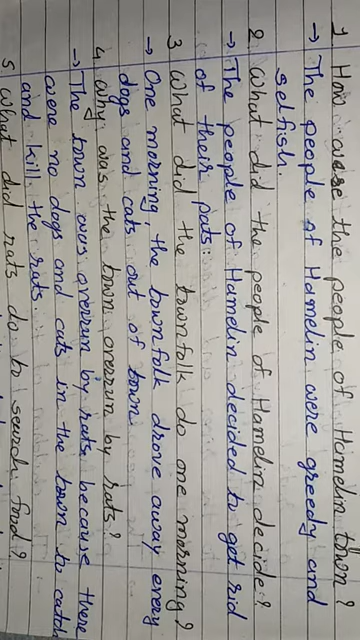 1 How were the people of Hamelin town?
→ The people of Hamelin were greedy and
selfish.
2. What did the people of Hamelin decide?
→ The people of Hamelin decided to get rid
of their pats.
3 What did the townfolk do one morning?
→ One morning, the townfolk drove away every
dogs and cats out of town.
4. Why was the town overrun by rats?
→ The town was overrun by rats because there
were no dogs and cats in the town to catch
and kill the rats.
5 What did rats do to search food?